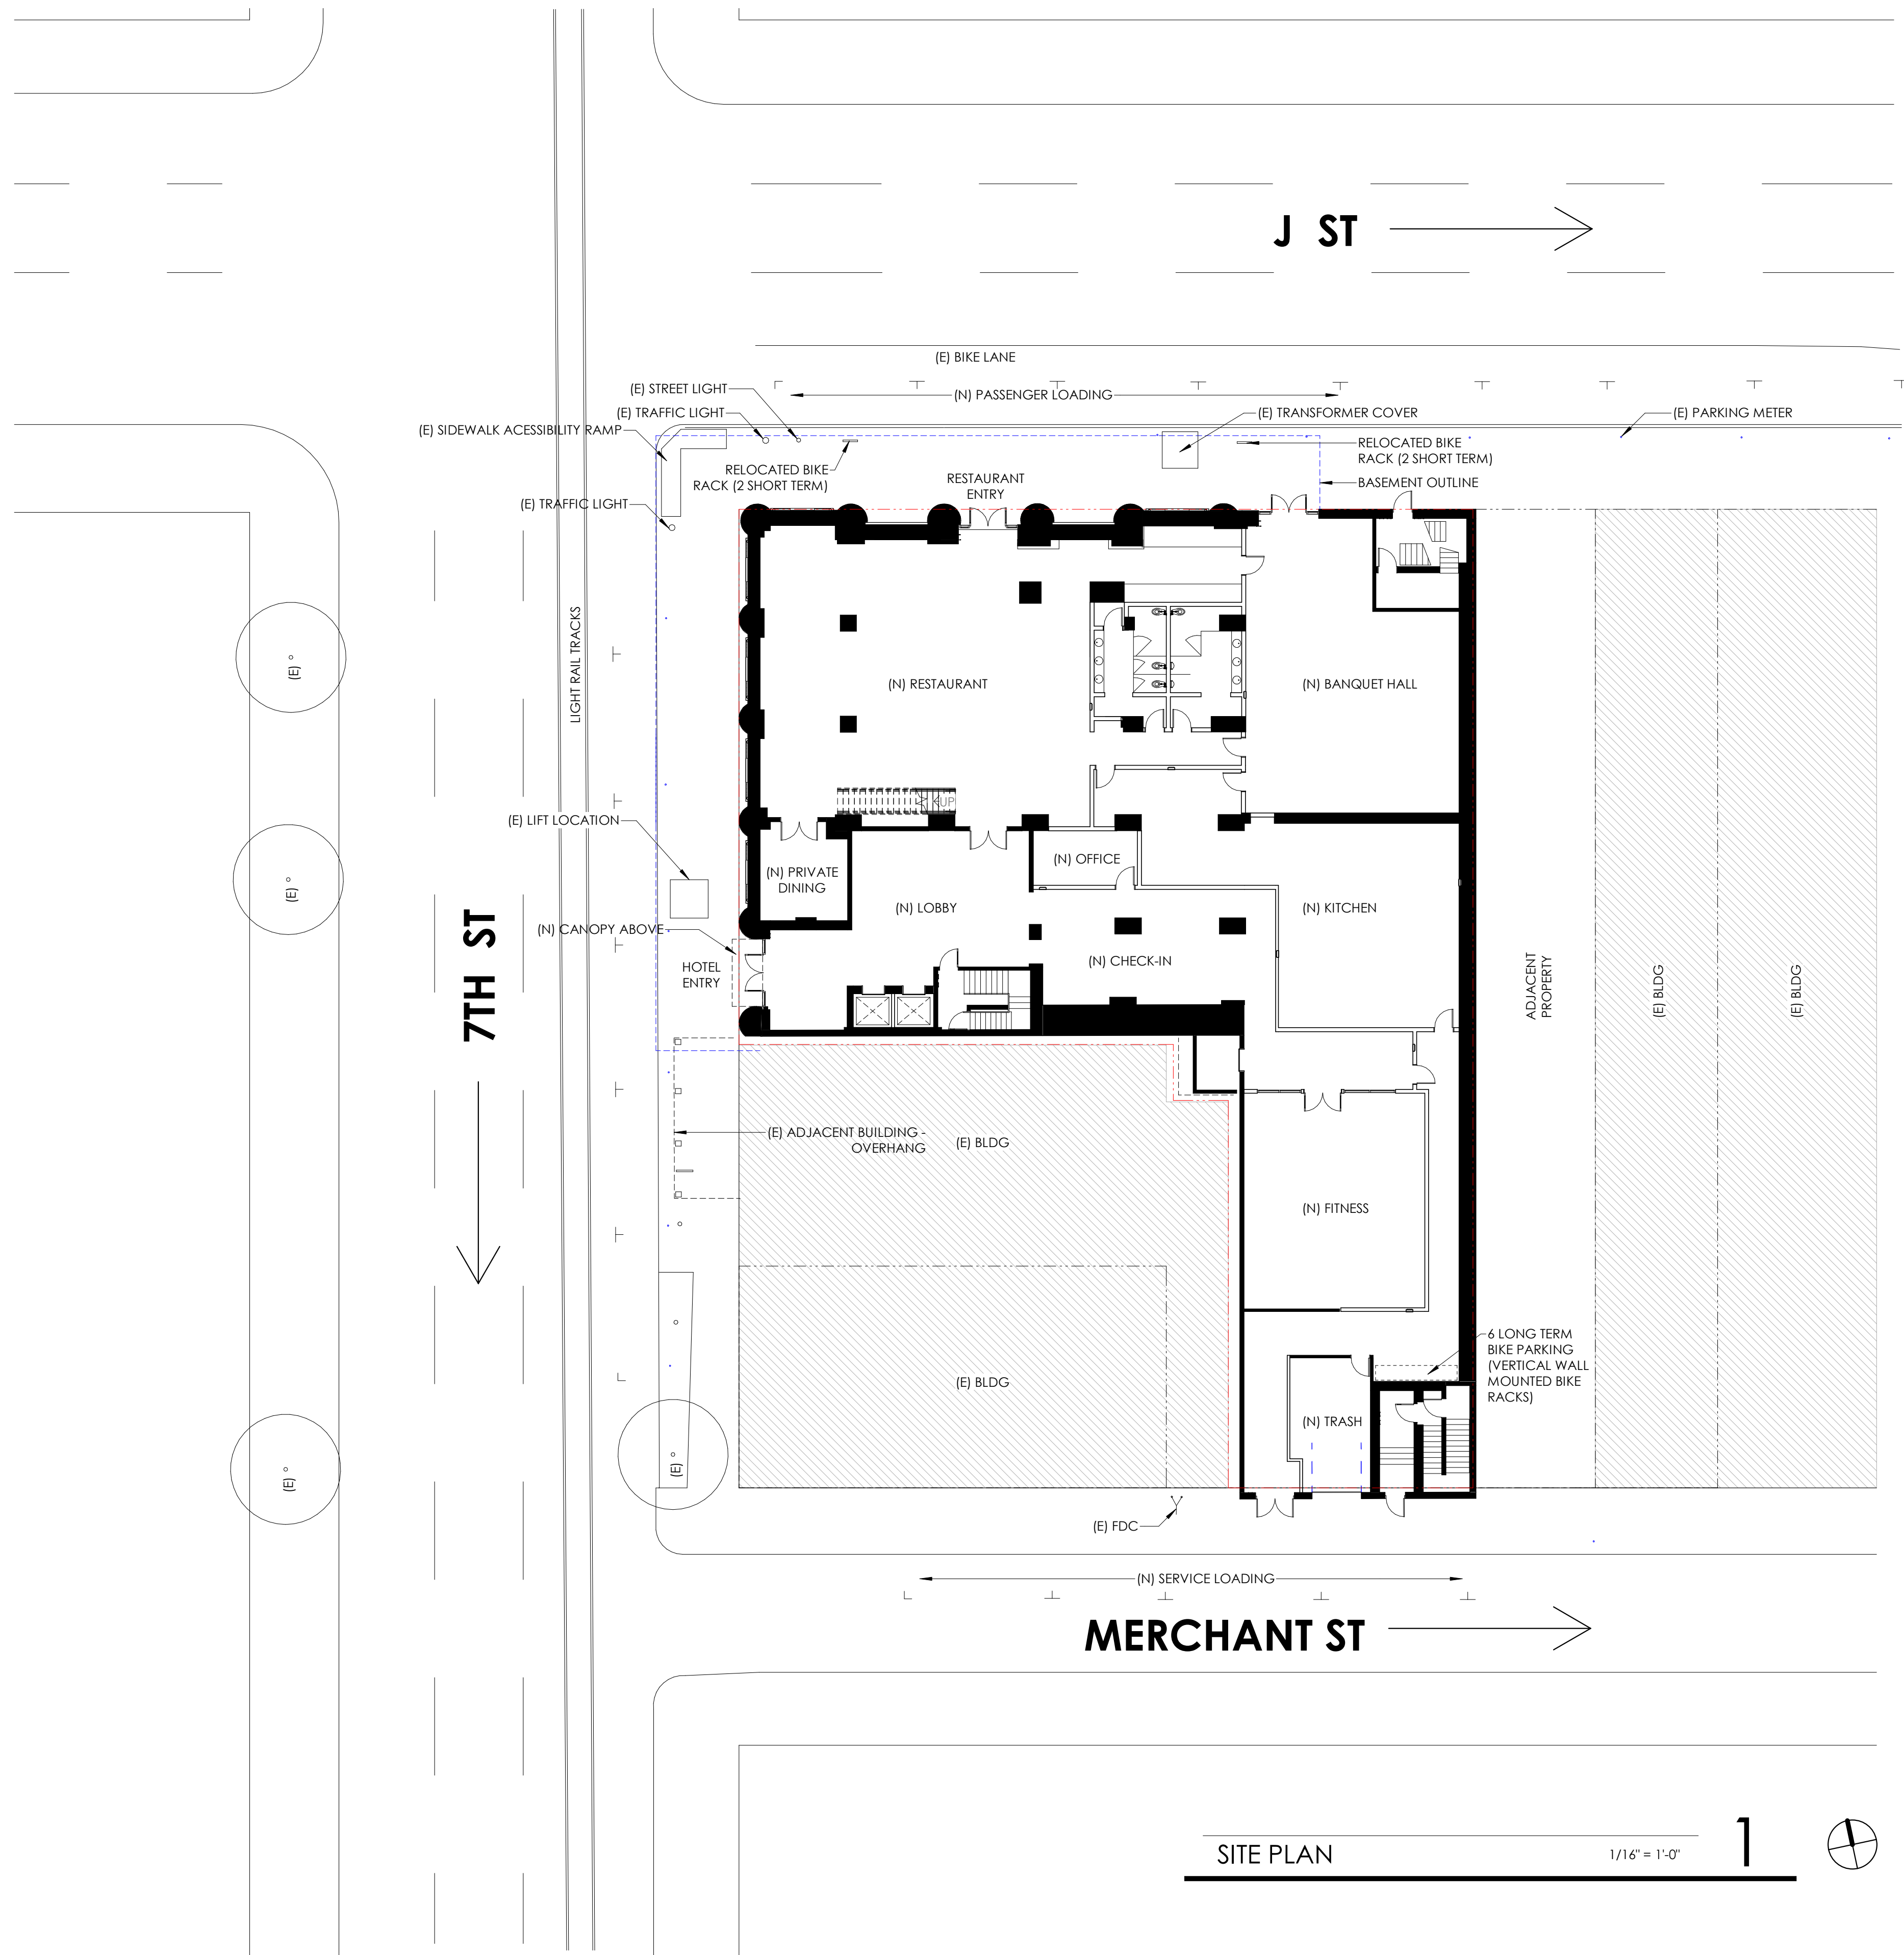 J ST
(E) BIKE LANE
(E) STREET LIGHT
(N) PASSENGER LOADING
(E) TRAFFIC LIGHT
(E) TRANSFORMER COVER
(E) PARKING METER
(E) SIDEWALK ACESSIBILITY RAMP
RELOCATED BIKE
RACK (2 SHORT TERM)
RELOCATED BIKE
RACK (2 SHORT TERM)
RESTAURANT
ENTRY
BASEMENT OUTLINE
(E) TRAFFIC LIGHT
LIGHT RAIL TRACKS
(E)
(N) RESTAURANT
(N) BANQUET HALL
UP
(E) LIFT LOCATION
(N) OFFICE
(N) PRIVATE
DINING
(E)
(N) LOBBY
(N) KITCHEN
(N) CANOPY ABOVE
HOTEL
ENTRY
(N) CHECK-IN
7TH ST
ADJACENT
PROPERTY
(E) BLDG
(E) BLDG
(E) ADJACENT BUILDING -
OVERHANG
(E) BLDG
(N) FITNESS
6 LONG TERM
BIKE PARKING
(VERTICAL WALL
MOUNTED BIKE
RACKS)
(E) BLDG
(N) TRASH
(E)
(E)
(E) FDC
(N) SERVICE LOADING
MERCHANT ST
SITE PLAN
1/16" = 1'-0"
1